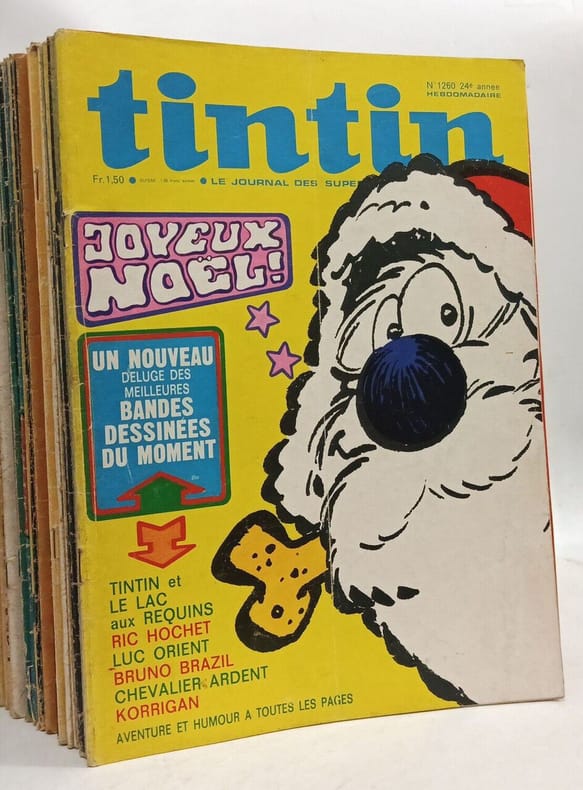 N° 1260 24e année
HEBDOMADAIRE
tintin
Fr. 1,50 ● SUISSE ● LE JOURNAL DES SUPE
JOYEUX
NOËL!
UN NOUVEAU
DELUGE DES
MEILLEURES
BANDES
DESSINÉES
DU MOMENT
TINTIN et
LE LAC
aux REQUINS
RIC HOCHET
LUC ORIENT
BRUNO BRAZIL
CHEVALIER ARDENT
KORRIGAN
AVENTURE ET HUMOUR A TOUTES LES PAGES